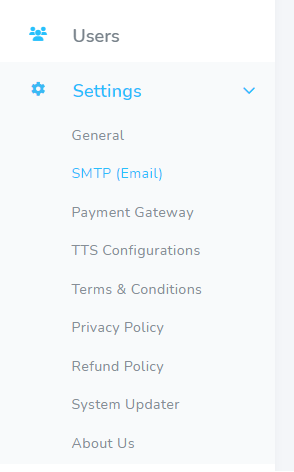 Users
Settings
General
SMTP (Email)
Payment Gateway
TTS Configurations
Terms & Conditions
Privacy Policy
Refund Policy
System Updater
About Us